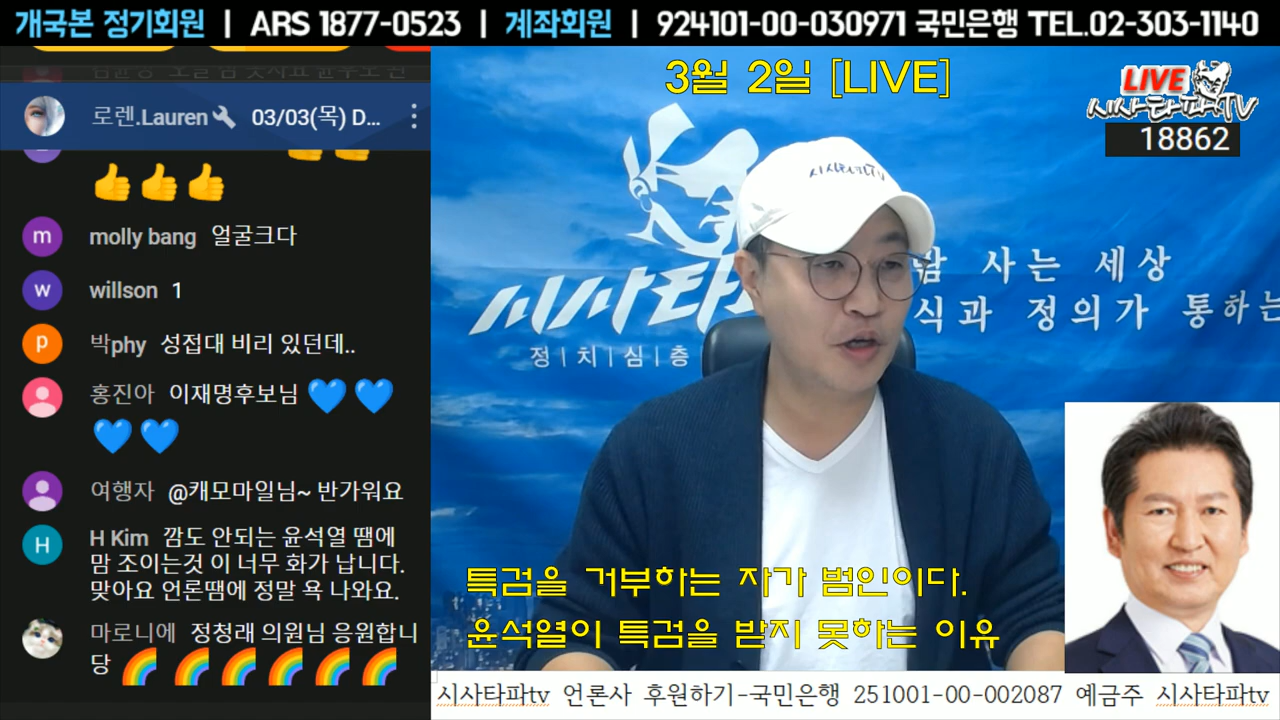 개국본 정기회원 | ARS 1877-0523 | 계좌회원 | 924101-00-030971 국민은행 TEL.02-303-1140
로렌.Lauren 03/03(목) D...
molly bang 얼굴크다
willson 1
박phy 성접대 비리 있던데..
홍진아 이재명후보님
여행자 @캐모마일님~ 반가워요
H Kim 깜도 안되는 윤석열 땜에
맘 조이는것 이 너무 화가 납니다.
맞아요 언론땜에 정말 욕 나와요.
마로니에 정청래 의원님 응원합니
당
3월 2일 [LIVE]
LIVE
시사타파TV
18862
시사타파TV
시사타
정|치|심|층
사는 세상
식과 정의가 통하는
특검을 거부하는 자가 범인이다.
윤석열이 특검을 받지 못하는 이유
시사타파tv 언론사 후원하기-국민은행 251001-00-002087 예금주 시사타파tv